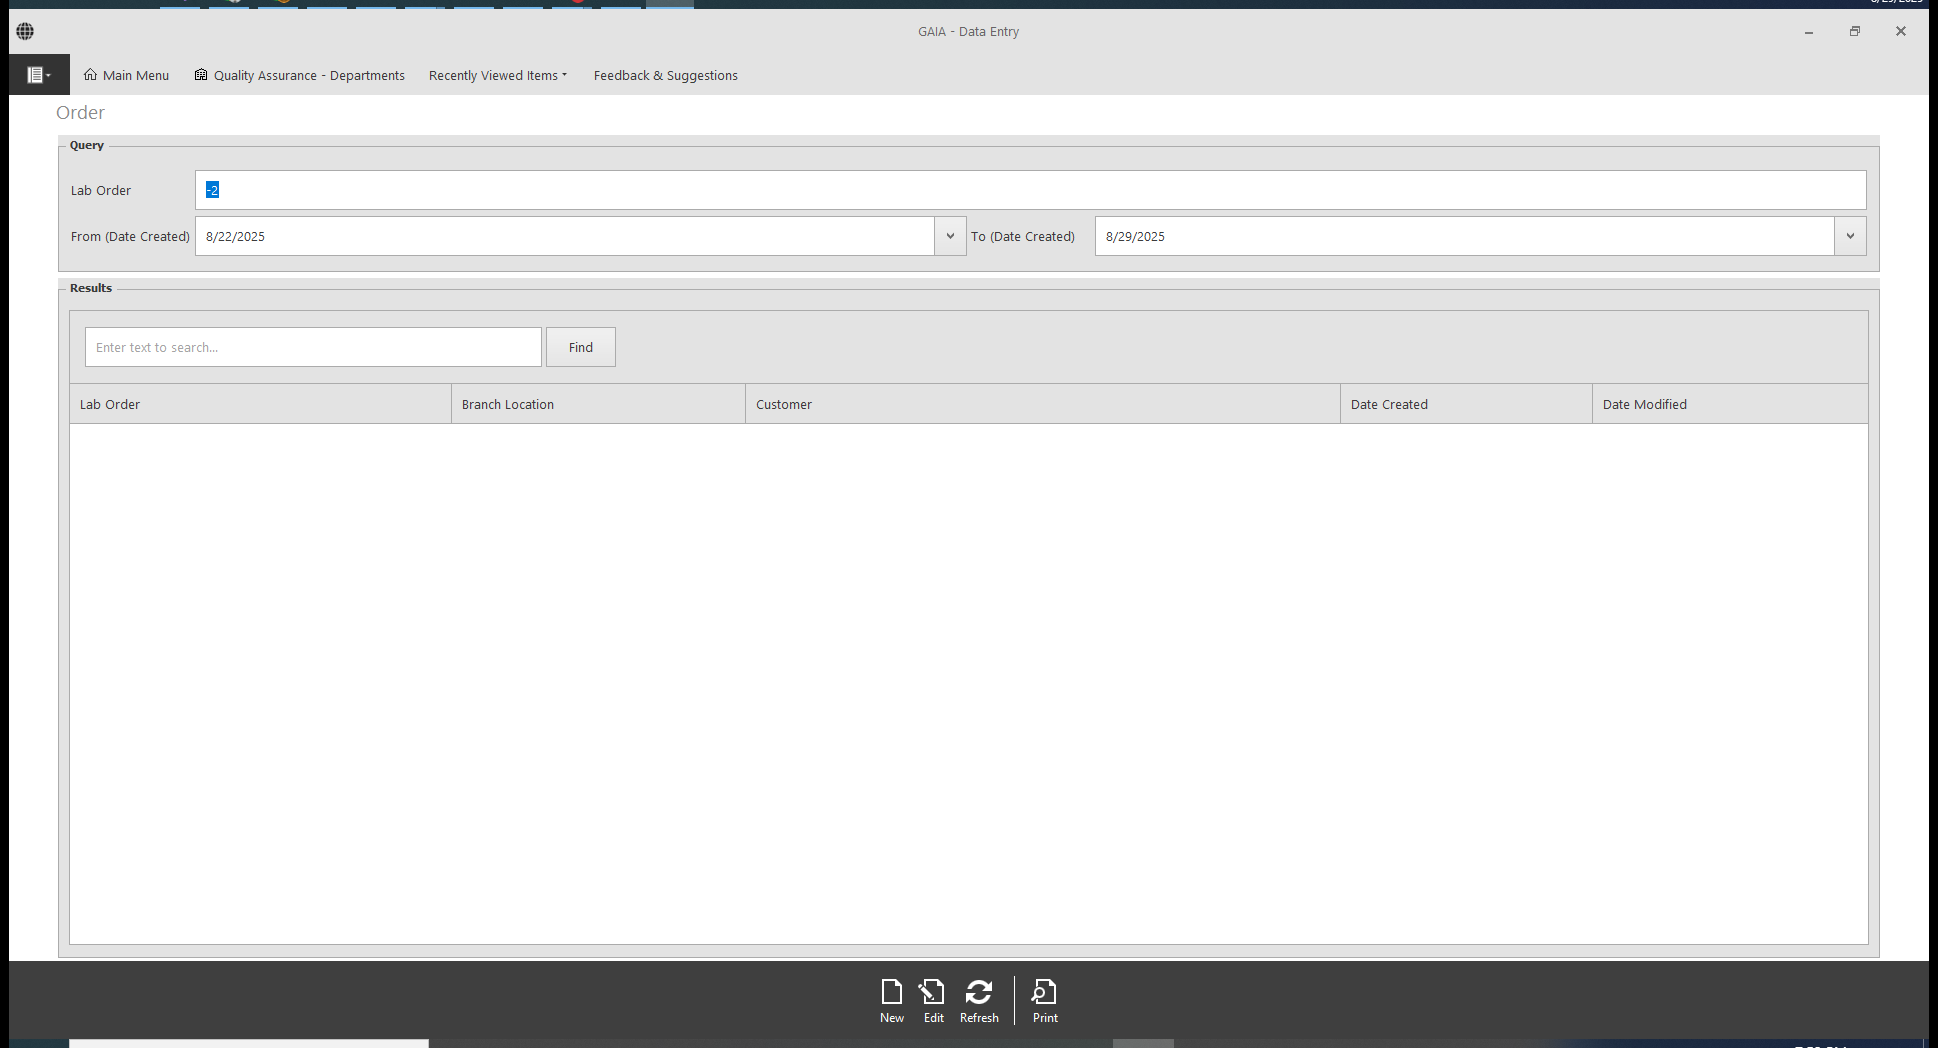 GAIA - Data Entry
Main Menu
Quality Assurance - Departments
Recently Viewed Items
Feedback & Suggestions
Order
Query
Lab Order
-2
From (Date Created)
8/22/2025
To (Date Created)
8/29/2025
Results
Enter text to search...
Find
Lab Order
Branch Location
Customer
Date Created
Date Modified
New
Edit
Refresh
Print